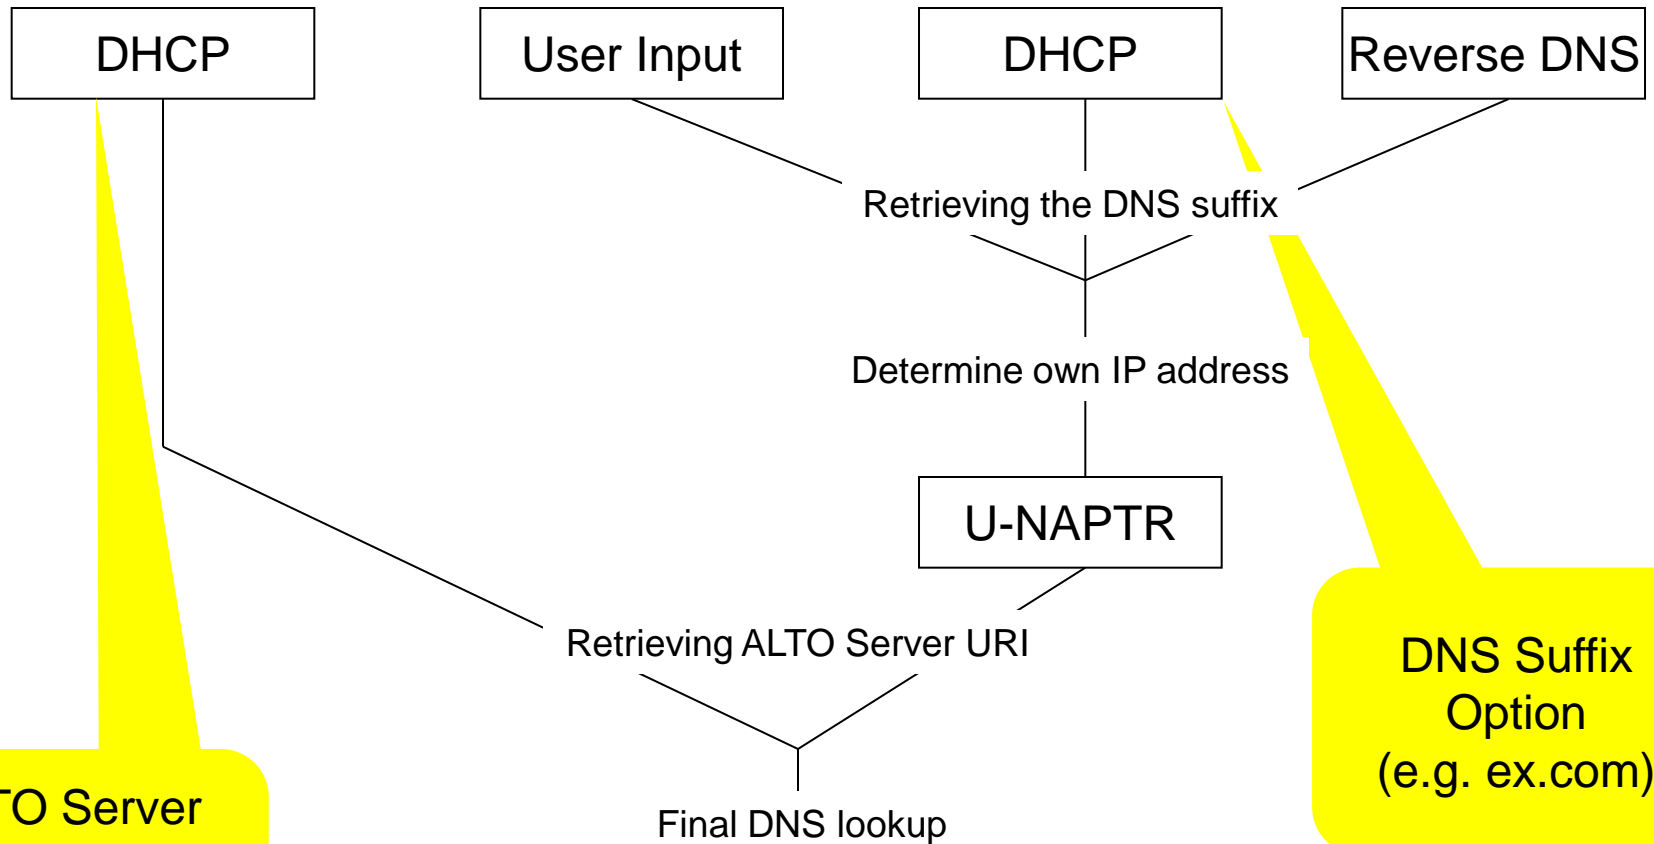 DHCP
User Input
DHCP
Reverse DNS
Retrieving the DNS suffix
Determine own IP address
U-NAPTR
Retrieving ALTO Server URI
DNS Suffix
Option
(e.g. ex.com)
Server
Final DNS lookup